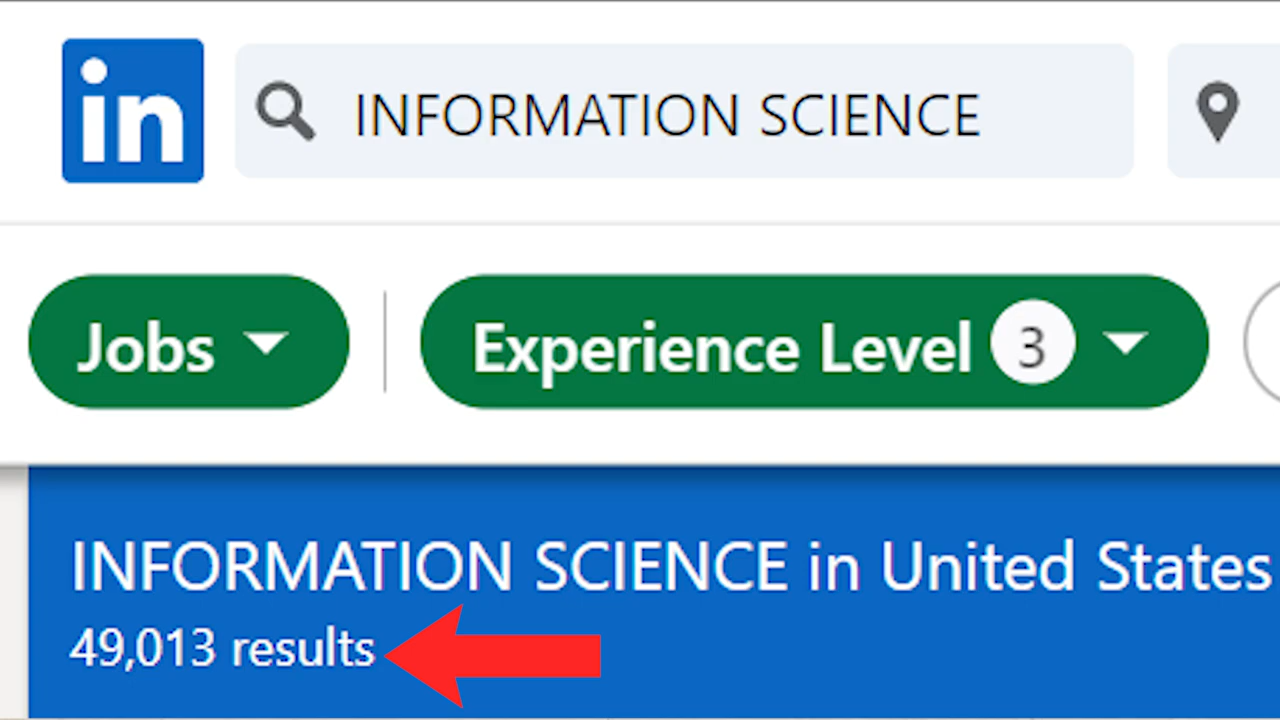 in
INFORMATION SCIENCE
Jobs
Experience Level 3
INFORMATION SCIENCE in United States
49,013 results